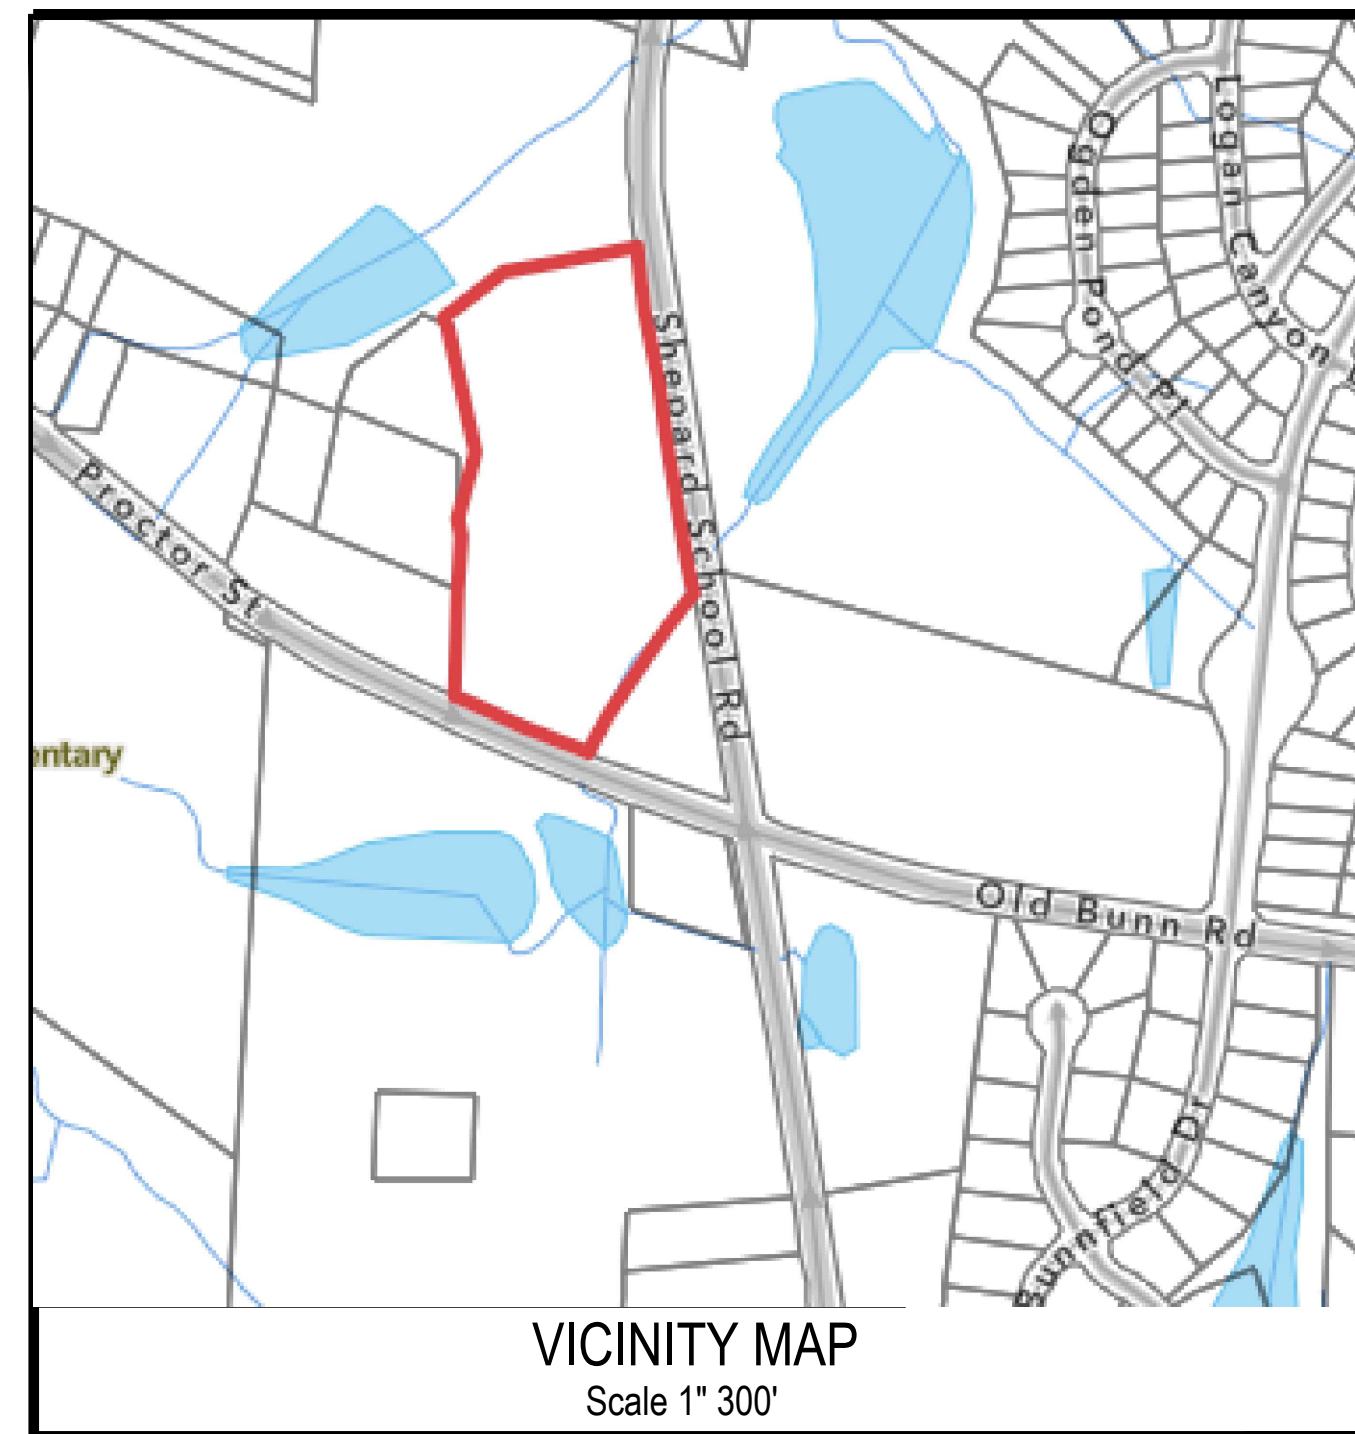 Logan Canyon
Ogden Pond Pl
Shepard School Rd
Proctor St
entary
Old Bunn Rd
Bunnfield Dr
VICINITY MAP
Scale 1" 300'